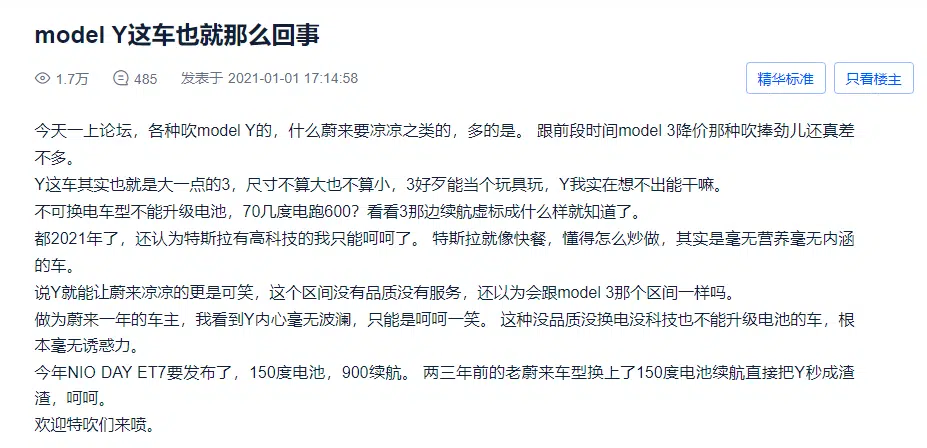 model Y这车也就那么回事
1.7万 485 发表于 2021-01-01 17:14:58 精华标准 只看楼主
今天一上论坛，各种吹model Y的，什么蔚来要凉凉之类的，多的是。 跟前段时间model 3降价那种吹捧劲儿还真差
不多。
Y这车其实也就是大一点的3，尺寸不算大也不算小，3好歹能当个玩具玩，Y我实在想不出能干嘛。
不可换电车型不能升级电池，70几度电跑600？看看3那边续航虚标成什么样就知道了。
都2021年了，还认为特斯拉有高科技的我只能呵呵了。 特斯拉就像快餐，懂得怎么炒做，其实是毫无营养毫无内涵
的车。
说Y就能让蔚来凉凉的更是可笑，这个区间没有品质没有服务，还以为会跟model 3那个区间一样吗。
做为蔚来一年的车主，我看到Y内心毫无波澜，只能是呵呵一笑。 这种没品质没换电没科技也不能升级电池的车，根
本毫无诱惑力。
今年NIO DAY ET7要发布了，150度电池，900续航。 两三年前的老蔚来车型换上了150度电池续航直接把Y秒成渣
渣，呵呵。
欢迎特吹们来喷。